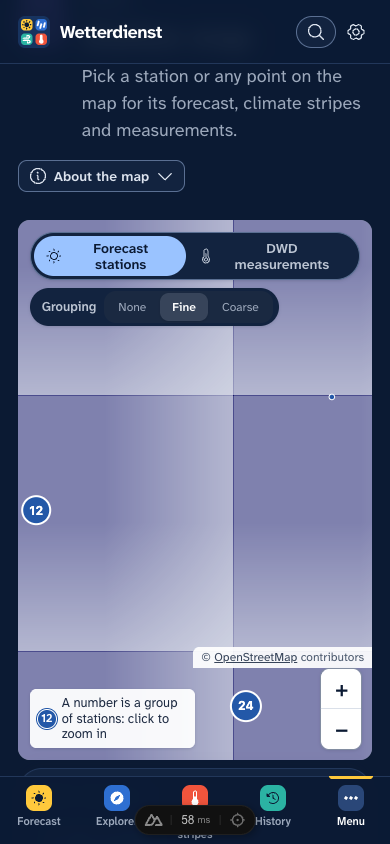 Wetterdienst
Pick a station or any point on the
map for its forecast, climate stripes
and measurements.
About the map
Forecast
stations
DWD
measurements
Grouping
None
Fine
Coarse
12
© OpenStreetMap contributors
12
A number is a group
of stations: click to
zoom in
24
+
−
Forecast
Explore
stripes
History
Menu
58 ms